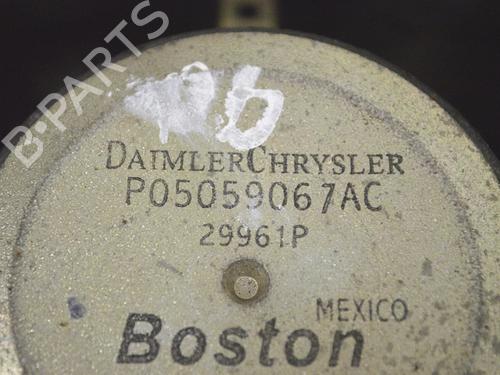 B-PARTS
DAIMLERCHRYSLER
P05059067AC
29961P
MEXICO
Boston